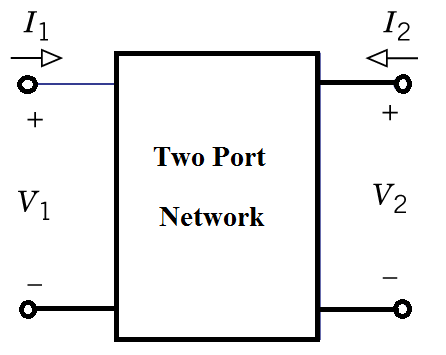 I1 I2
+ +
Two Port
V1 V2
Network
− −